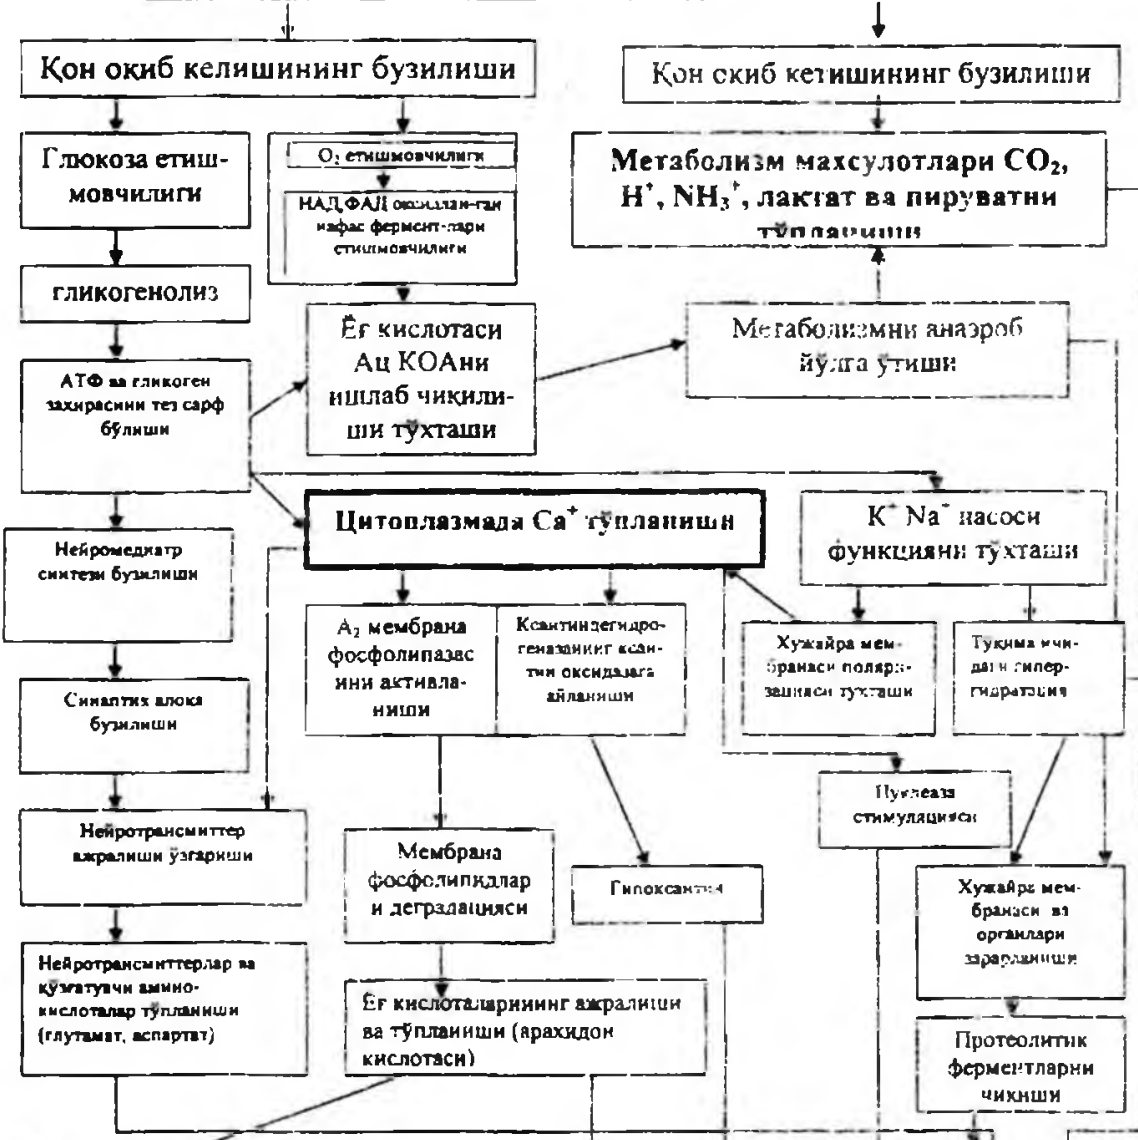 Қон оқиб келишининг бузилиши
Қон оқиб кетишининг бузилиши
Глюкоза етиш-
мовчилиги
O₂ етишмовчилиги
НАД,ФАД оксидлан-ган
нафас фермент-лари
етишмовчилиги
Метаболизм махсулотлари CO₂,
H⁺, NH₃⁺, лактат ва пируватни
тўпланиши
гликогенолиз
Ёғ кислотаси
Ац КОАни
ишлаб чиқили-
ши тўхташи
Метаболизмни анаэроб
йўлга ўтиши
АТФ ва гликоген
захирасини тез сарф
бўлиши
Цитоплазмада Ca⁺ тўпланиши
K⁺ Na⁺ насоси
функцияни тўхташи
Нейромедиатр
синтези бузилиши
A₂ мембрана
фосфолипазас
ини активла-
ниши
Ксантиндегидро-
геназанинг ксан-
тин оксидазага
айланиши
Хужайра мем-
бранаси поляри-
зацияси тухташи
Туқима ичи-
даги гипер-
гидратация
Синаптик алоқа
бузилиши
Нуклеаза
стимуляцияси
Нейротрансмиттер
ажралиши ўзгариши
Мембрана
фосфолипидлар
и деградацияси
Гипоксантин
Хужайра мем-
бранаси ва
органлари
зарарланиши
Нейротрансмиттерлар ва
қўзғатувчи амино-
кислоталар тўпланиши
(глутамат, аспартат)
Ёғ кислоталарининг ажралиши
ва тўпланиши (арахидон
кислотаси)
Протеолитик
ферментларни
чиқиши